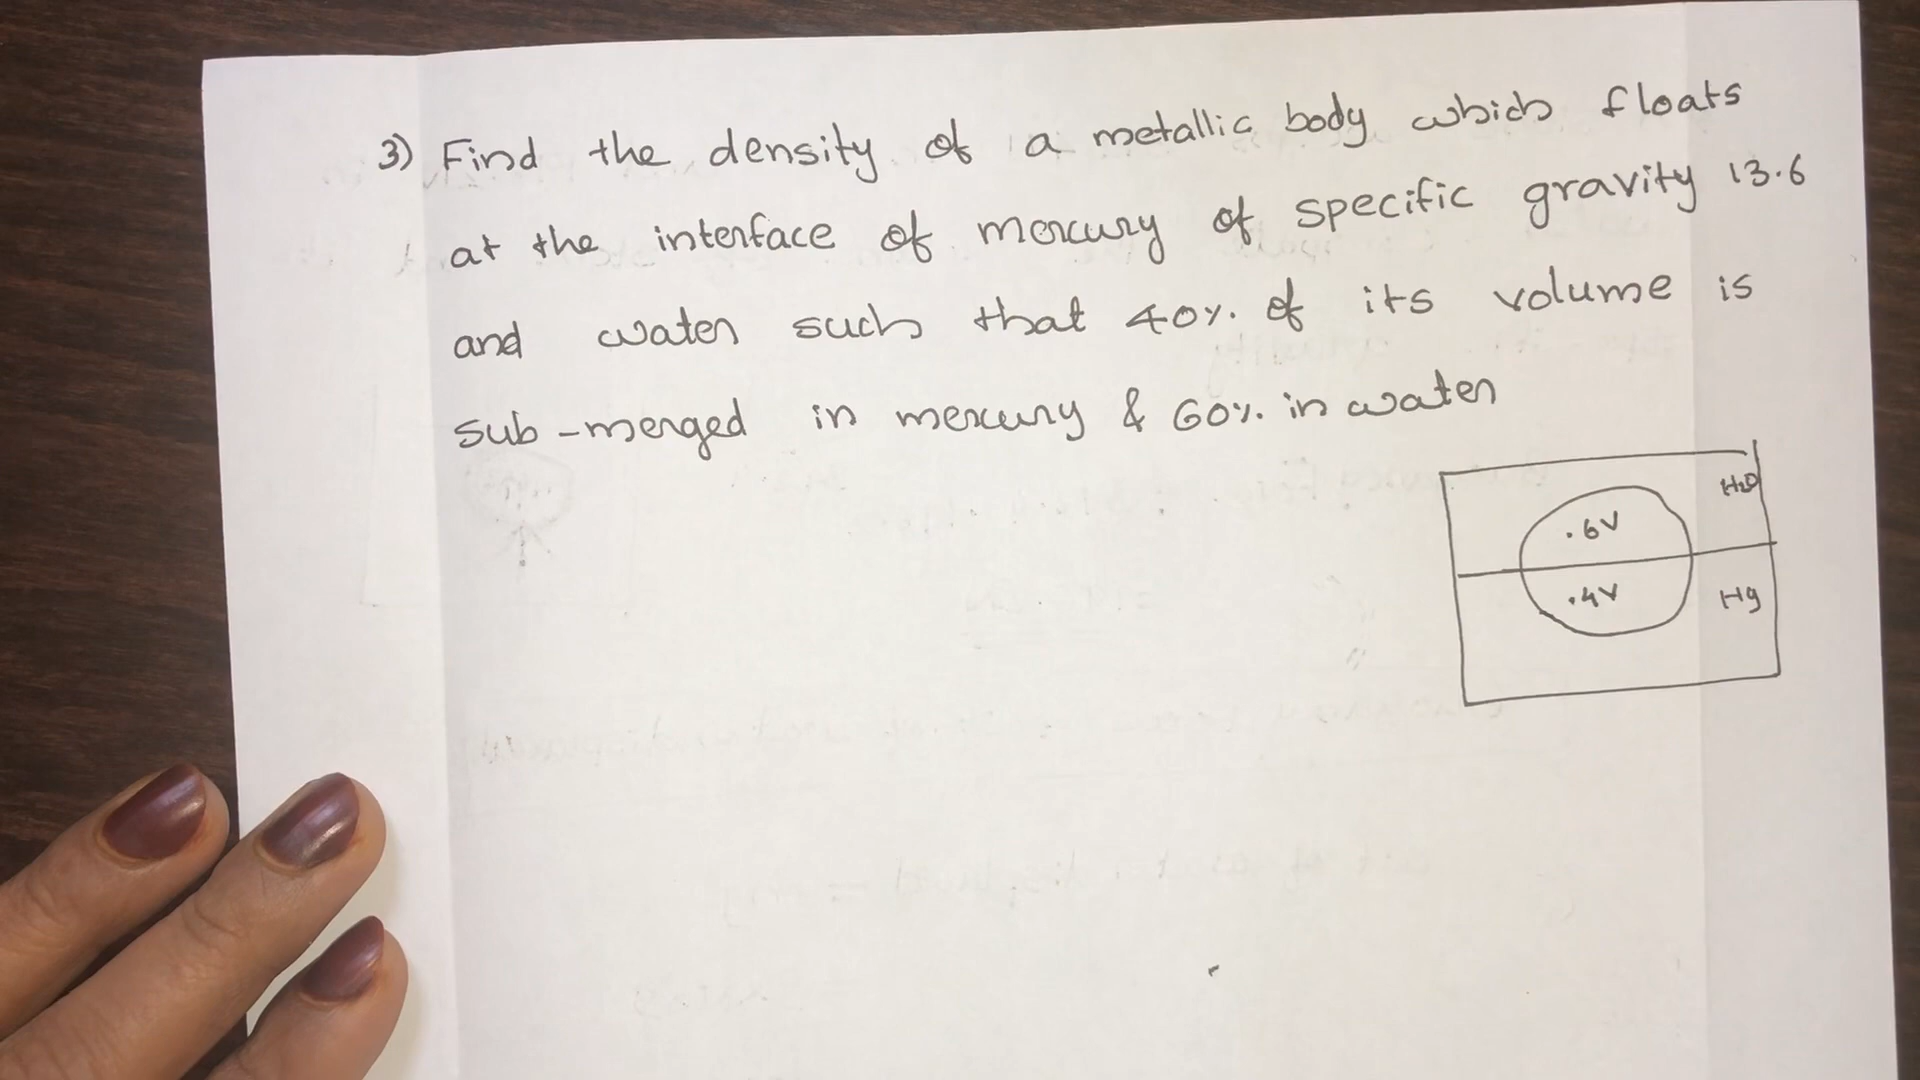 3) Find the density of a metallic body which floats
at the interface of mercury of specific gravity 13.6
and water such that 40%. of its volume is
sub-merged in mercury & 60%. in water
H2O
.6V
.4V
Hg